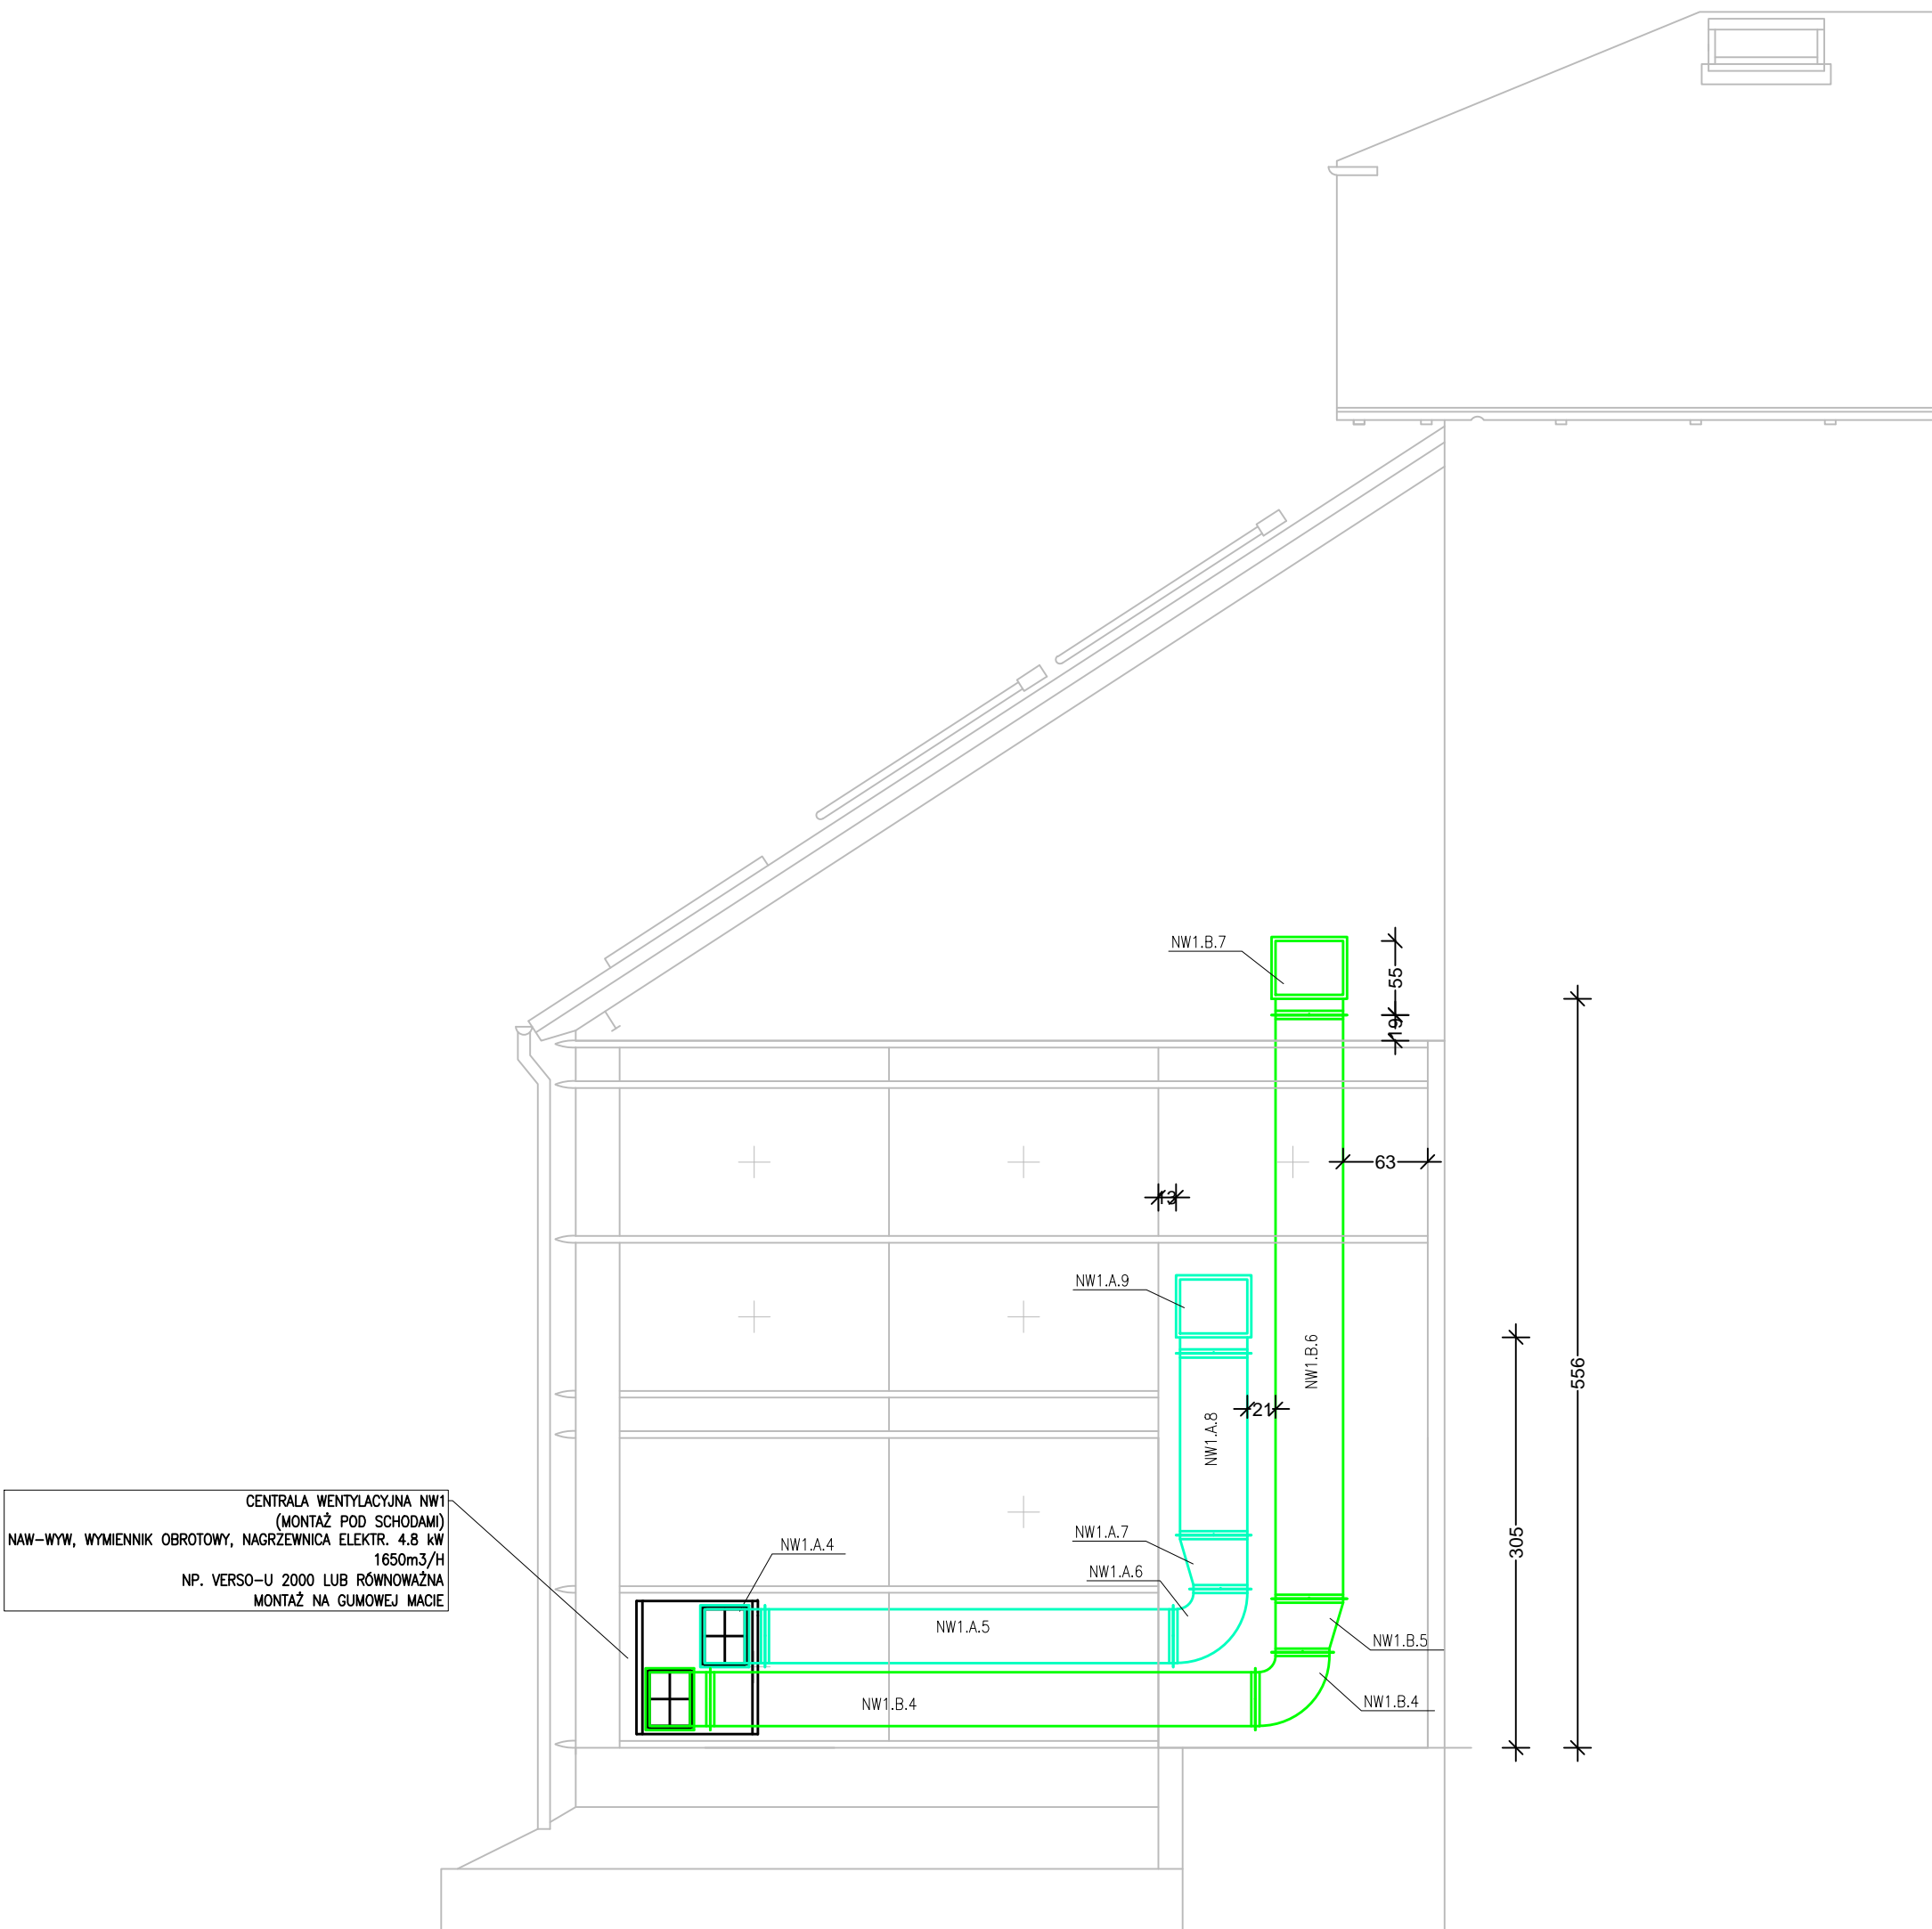 NW1.B.7
55
19
63
13
NW1.A.9
NW1.B.6
556
21
NW1.A.8
CENTRALA WENTYLACYJNA NW1
(MONTAŻ POD SCHODAMI)
NAW-WYW, WYMIENNIK OBROTOWY, NAGRZEWNICA ELEKTR. 4.8 kW
1650m3/H
NP. VERSO-U 2000 LUB RÓWNOWAŻNA
MONTAŻ NA GUMOWEJ MACIE
NW1.A.7
NW1.A.4
305
NW1.A.6
NW1.A.5
NW1.B.5
NW1.B.4
NW1.B.4